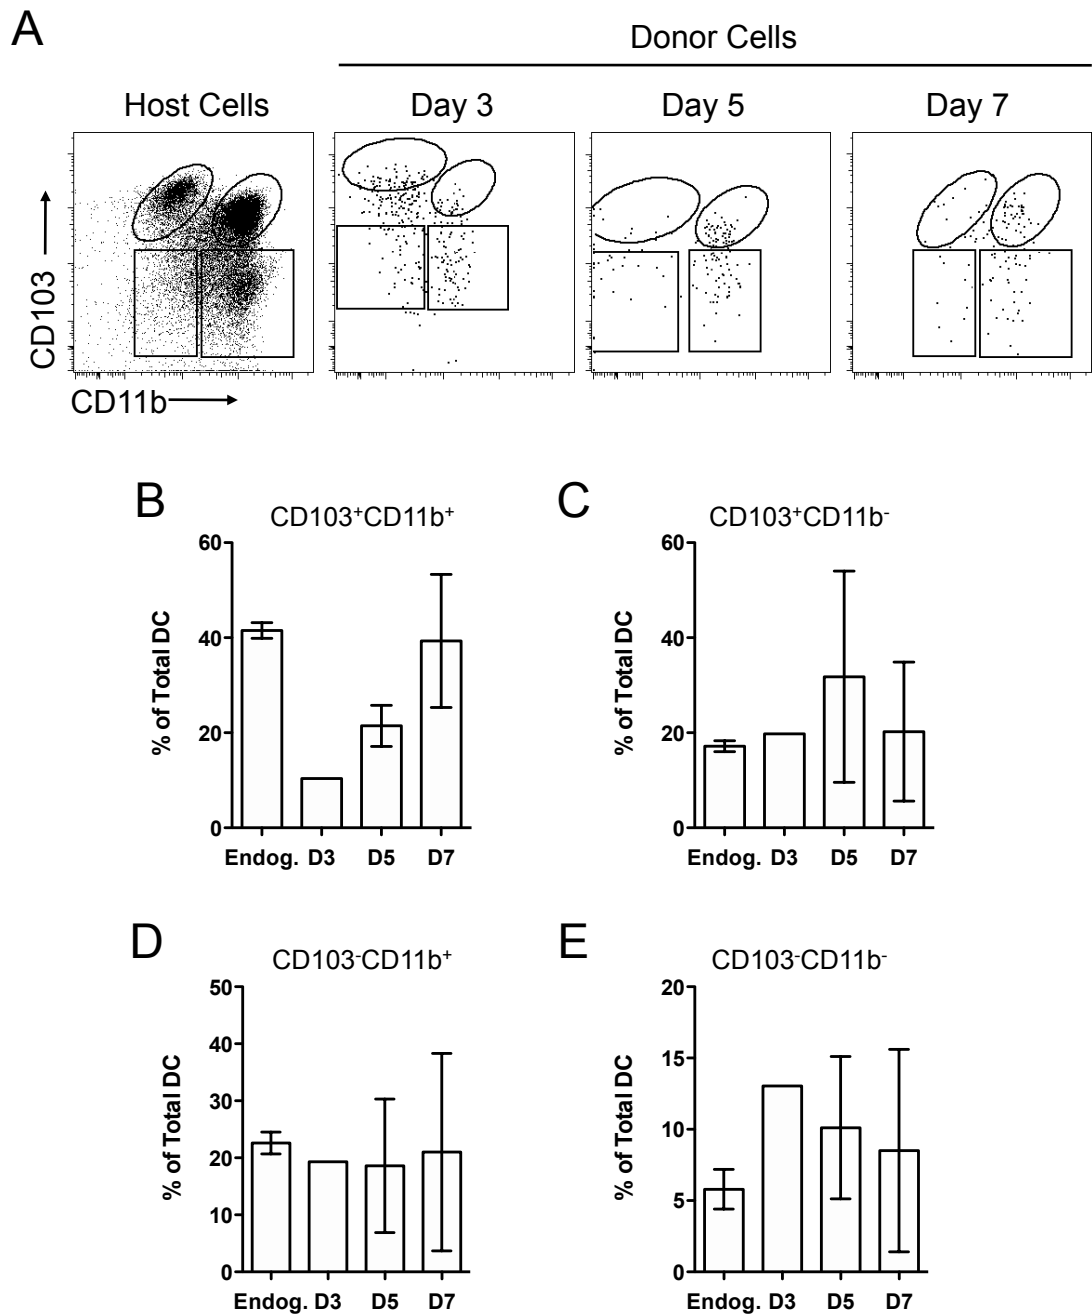 A
Donor Cells
Host Cells
Day 3
Day 5
Day 7
CD103
CD11b
B
CD103⁺CD11b⁺
% of Total DC
60
40
20
0
Endog. D3 D5 D7
C
CD103⁺CD11b⁻
% of Total DC
60
40
20
0
Endog. D3 D5 D7
D
CD103⁻CD11b⁺
% of Total DC
50
40
30
20
10
0
Endog. D3 D5 D7
E
CD103⁻CD11b⁻
% of Total DC
20
15
10
5
0
Endog. D3 D5 D7